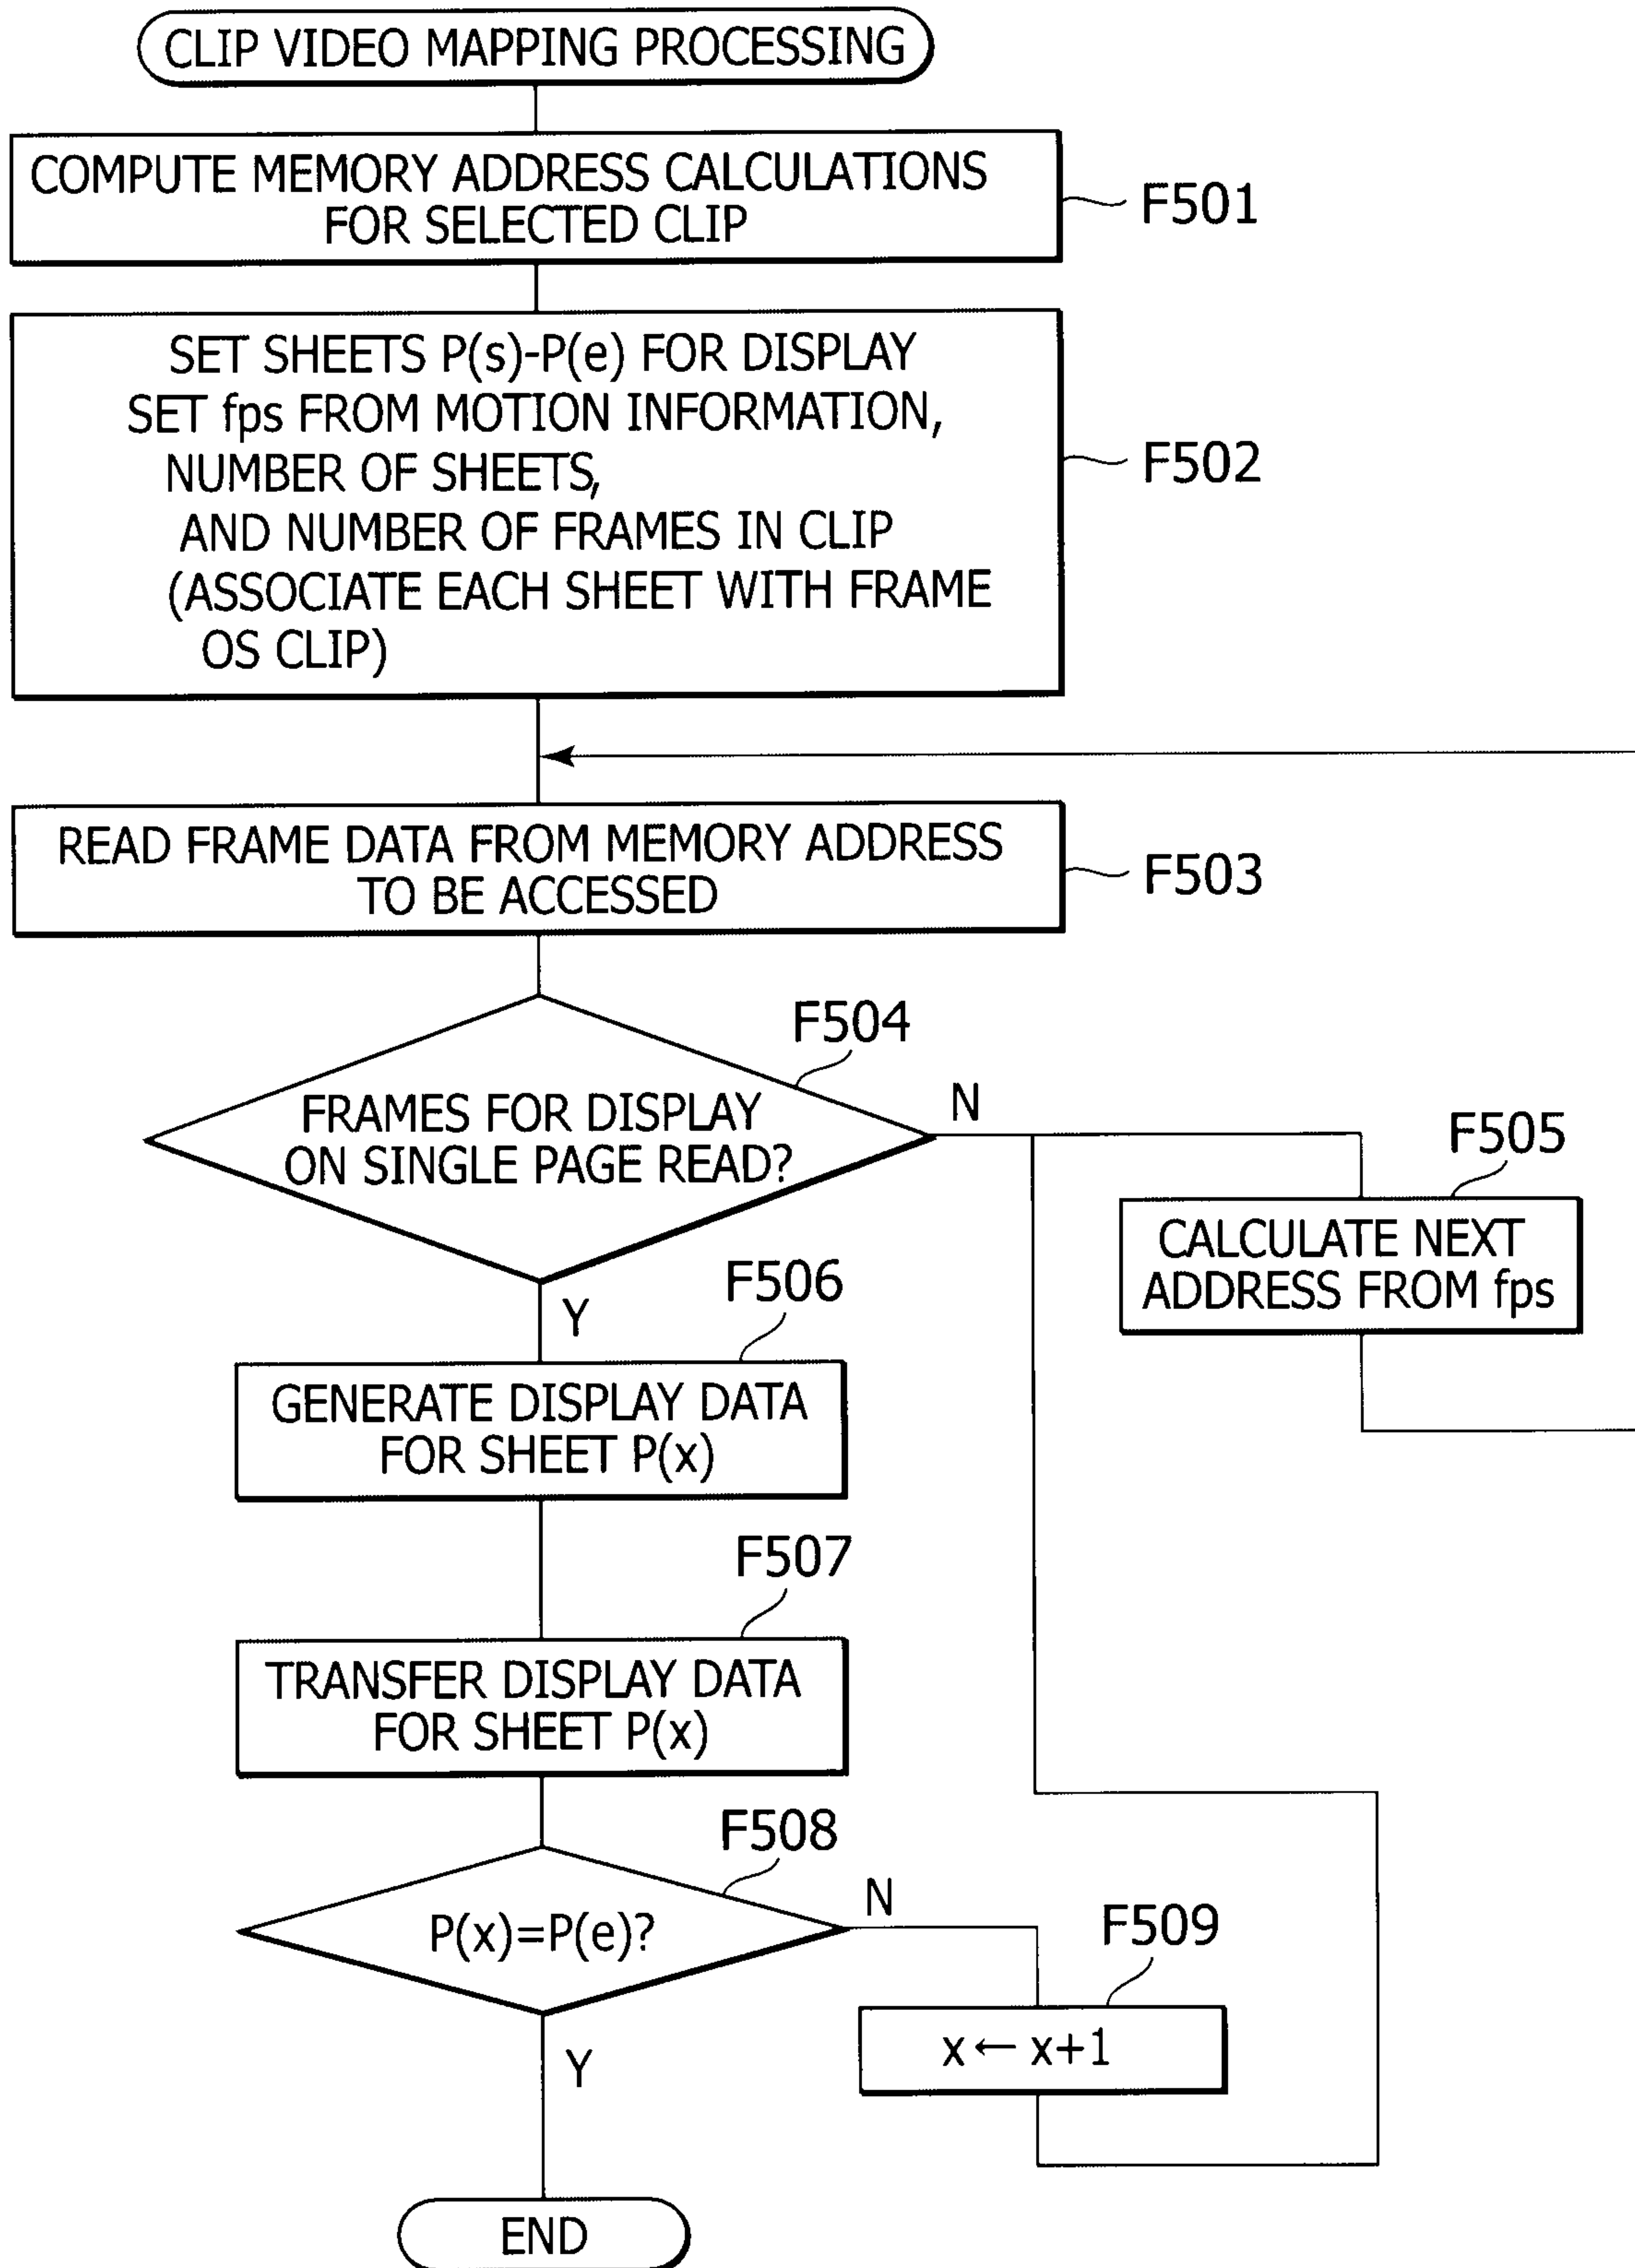 CLIP VIDEO MAPPING PROCESSING
COMPUTE MEMORY ADDRESS CALCULATIONS
FOR SELECTED CLIP
F501
SET SHEETS P(s)-P(e) FOR DISPLAY
SET fps FROM MOTION INFORMATION,
NUMBER OF SHEETS,
AND NUMBER OF FRAMES IN CLIP
(ASSOCIATE EACH SHEET WITH FRAME
OS CLIP)
F502
READ FRAME DATA FROM MEMORY ADDRESS
TO BE ACCESSED
F503
F504
FRAMES FOR DISPLAY
ON SINGLE PAGE READ?
N
F505
CALCULATE NEXT
ADDRESS FROM fps
Y
F506
GENERATE DISPLAY DATA
FOR SHEET P(x)
F507
TRANSFER DISPLAY DATA
FOR SHEET P(x)
F508
P(x)=P(e)?
N
F509
x ← x+1
Y
END